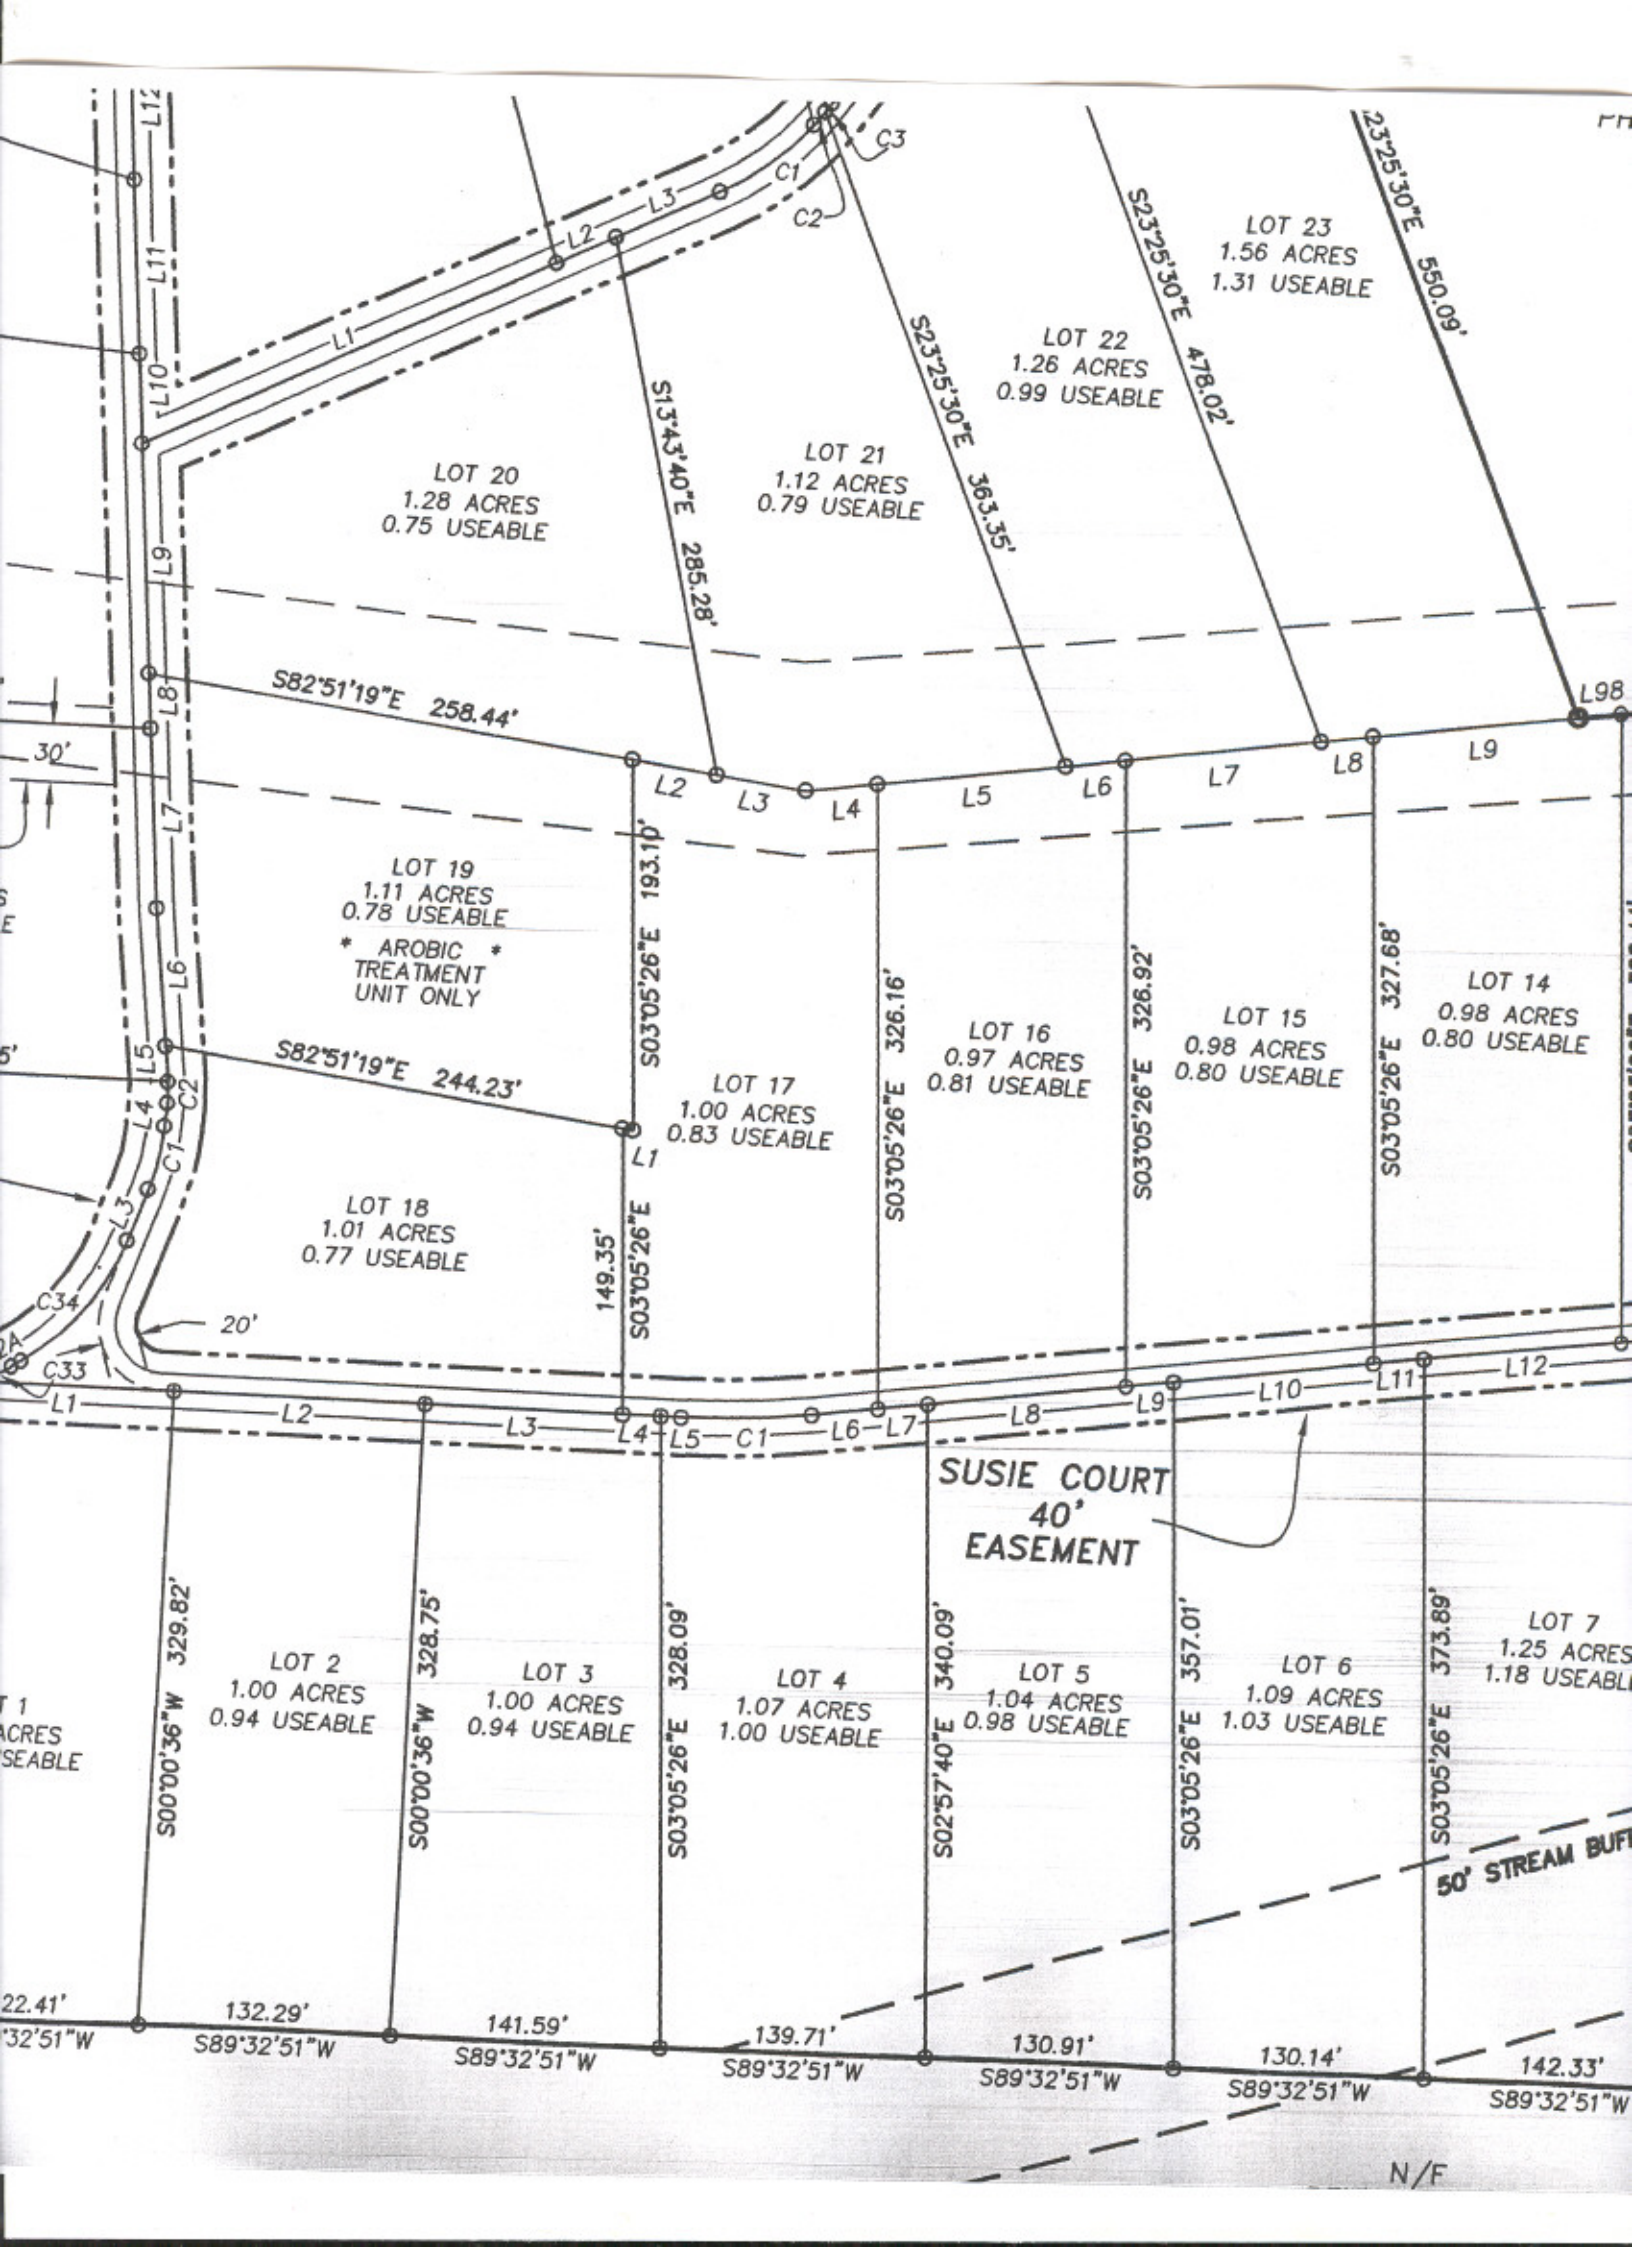 L12
L11
L10
L9
L8
L7
L6
L5
L4
L3
C2
C1
C3
C1
C2
L3
L2
L1
S23°25'30"E 478.02'
23°25'30"E 550.09'
LOT 23
1.56 ACRES
1.31 USEABLE
LOT 22
1.26 ACRES
0.99 USEABLE
S23°25'30"E 363.35'
S13°43'40"E 285.28'
LOT 21
1.12 ACRES
0.79 USEABLE
LOT 20
1.28 ACRES
0.75 USEABLE
S82°51'19"E 258.44'
30'
L2
L3
L4
L5
L6
L7
L8
L9
L98
LOT 19
1.11 ACRES
0.78 USEABLE
* AROBIC *
TREATMENT
UNIT ONLY
S03°05'26"E 193.10'
S82°51'19"E 244.23'
L1
LOT 17
1.00 ACRES
0.83 USEABLE
S03°05'26"E 326.16'
LOT 16
0.97 ACRES
0.81 USEABLE
S03°05'26"E 326.92'
LOT 15
0.98 ACRES
0.80 USEABLE
S03°05'26"E 327.68'
LOT 14
0.98 ACRES
0.80 USEABLE
LOT 18
1.01 ACRES
0.77 USEABLE
149.35'
S03°05'26"E
C34
20'
C33
L1
L2
L3
L4
L5
C1
L6
L7
L8
L9
L10
L11
L12
SUSIE COURT
40'
EASEMENT
T 1
ACRES
SEABLE
S00°00'36"W 329.82'
LOT 2
1.00 ACRES
0.94 USEABLE
S00°00'36"W 328.75'
LOT 3
1.00 ACRES
0.94 USEABLE
S03°05'26"E 328.09'
LOT 4
1.07 ACRES
1.00 USEABLE
S02°57'40"E 340.09'
LOT 5
1.04 ACRES
0.98 USEABLE
S03°05'26"E 357.01'
LOT 6
1.09 ACRES
1.03 USEABLE
S03°05'26"E 373.89'
LOT 7
1.25 ACRES
1.18 USEABL
50' STREAM BUF
22.41'
°32'51"W
132.29'
S89°32'51"W
141.59'
S89°32'51"W
139.71'
S89°32'51"W
130.91'
S89°32'51"W
130.14'
S89°32'51"W
142.33'
S89°32'51"W
N/F